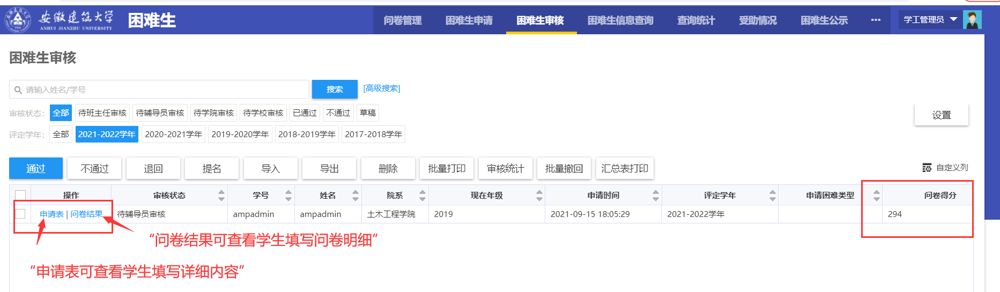 安徽建筑大学
ANHUI JIANZHU UNIVERSITY
困难生
问卷管理 困难生申请 困难生审核 困难生信息查询 查询统计 受助情况 困难生公示 ··· 学工管理员
困难生审核
请输入姓名/学号 搜索 [高级搜索]
审核状态: 全部 待班主任审核 待辅导员审核 待学院审核 待学校审核 已通过 不通过 草稿
设置
评定学年: 全部 2021-2022学年 2020-2021学年 2019-2020学年 2018-2019学年 2017-2018学年
通过 不通过 退回 提名 导入 导出 删除 批量打印 审核统计 批量撤回 汇总表打印 自定义列
操作 审核状态 学号 姓名 院系 现在年级 申请时间 评定学年 申请困难类型 问卷得分
申请表 | 问卷结果 待辅导员审核 ampadmin ampadmin 土木工程学院 2019 2021-09-15 18:05:29 2021-2022学年 294
“问卷结果可查看学生填写问卷明细”
“申请表可查看学生填写详细内容”